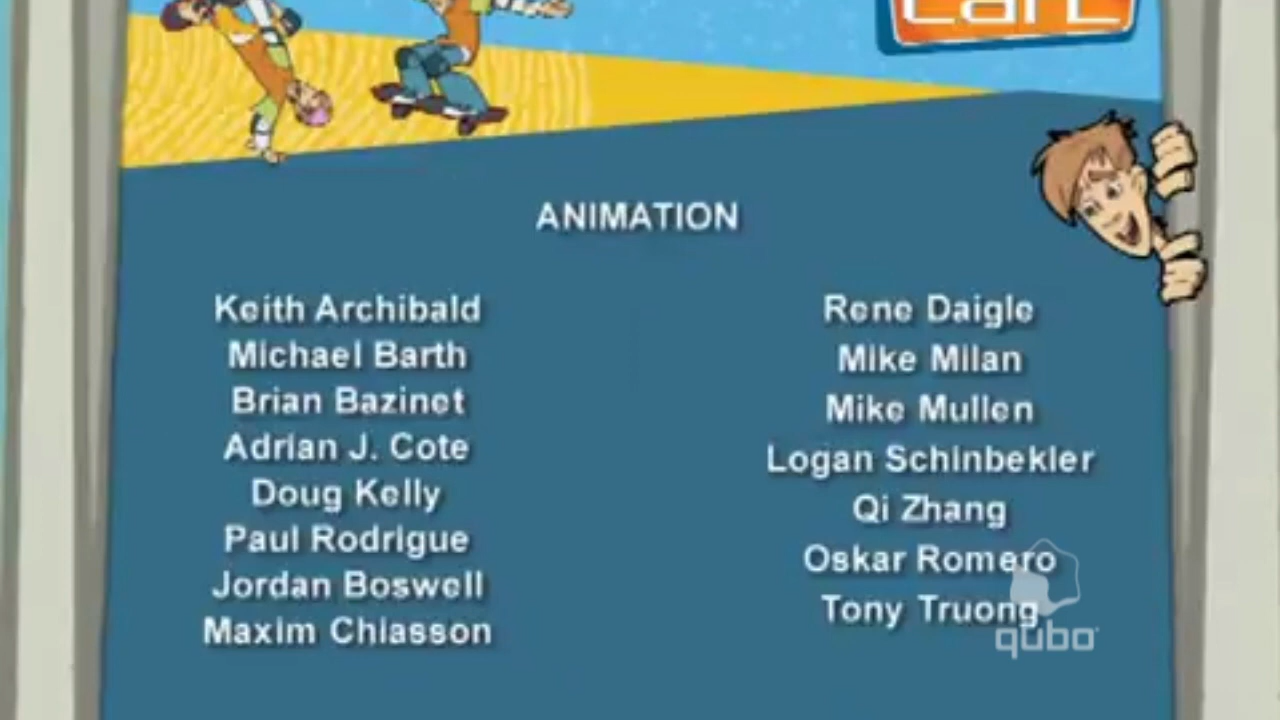 Carl
ANIMATION
Keith Archibald
Michael Barth
Brian Bazinet
Adrian J. Cote
Doug Kelly
Paul Rodrigue
Jordan Boswell
Maxim Chiasson
Rene Daigle
Mike Milan
Mike Mullen
Logan Schinbekler
Qi Zhang
Oskar Romero
Tony Truong
qubo